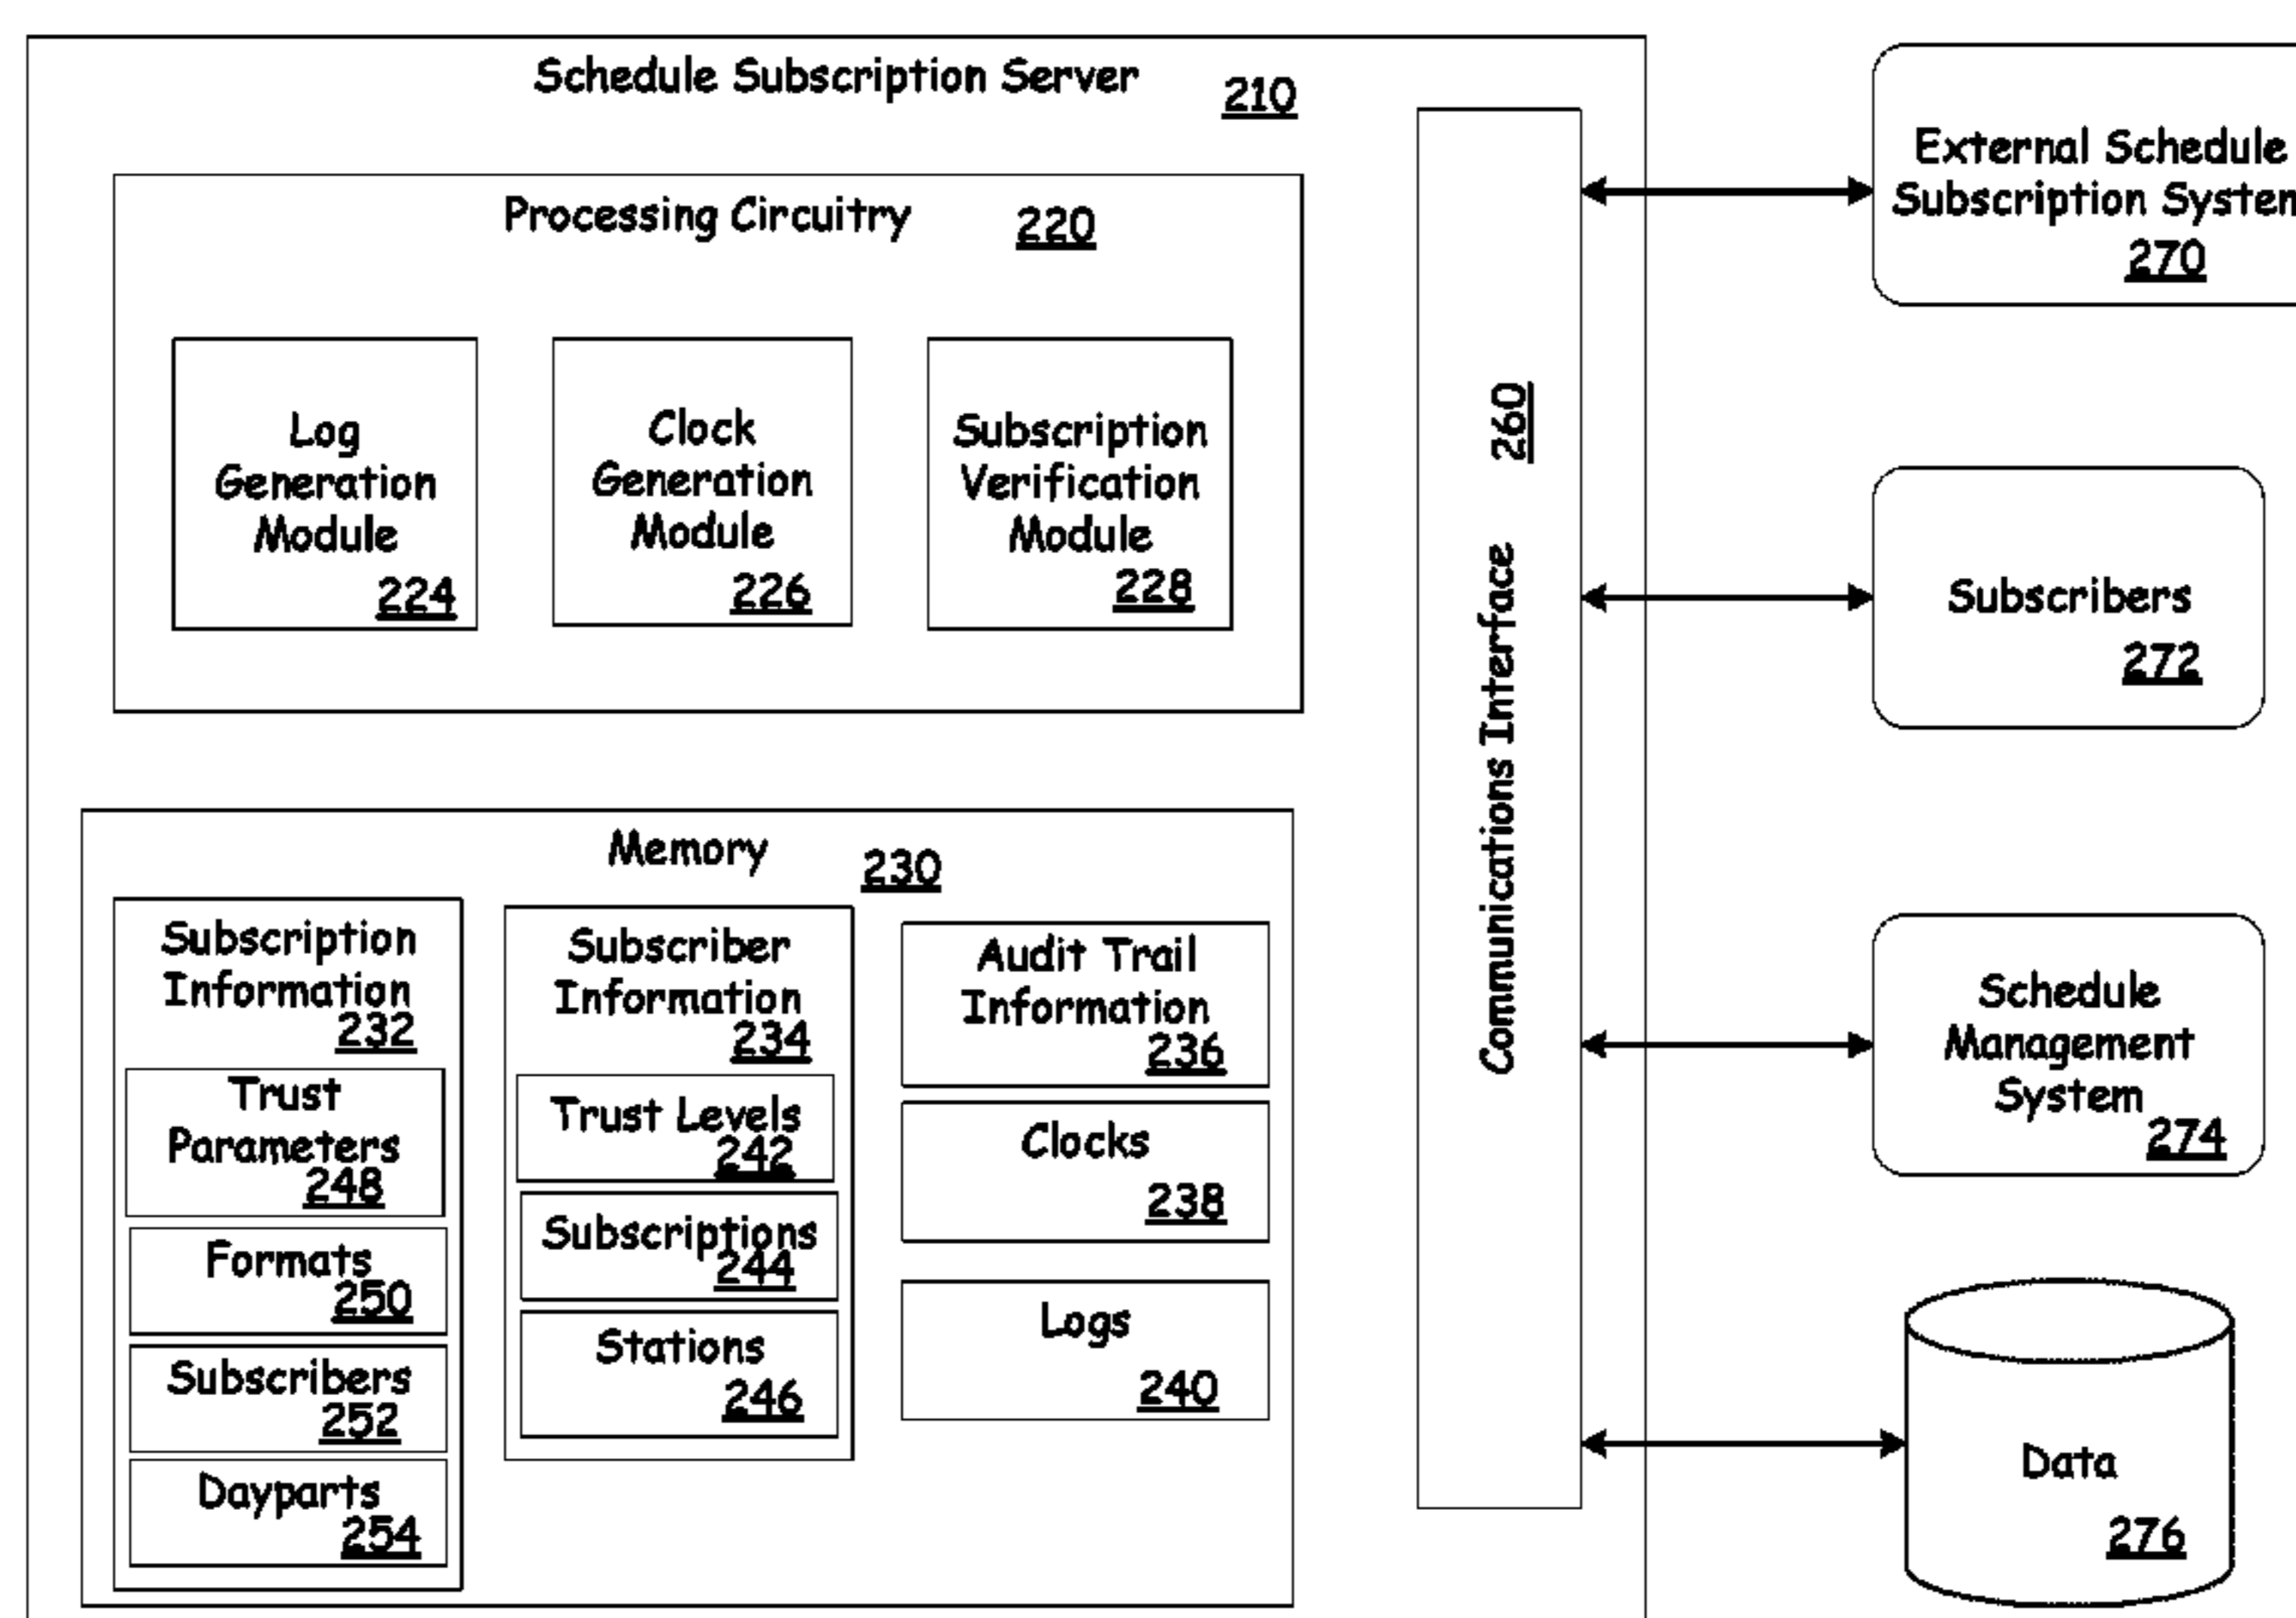 Schedule Subscription Server
210
Processing Circuitry
220
Log
Generation
Module
224
Clock
Generation
Module
226
Subscription
Verification
Module
228
Memory
230
Subscription
Information
232
Trust
Parameters
248
Formats
250
Subscribers
252
Dayparts
254
Subscriber
Information
234
Trust Levels
242
Subscriptions
244
Stations
246
Audit Trail
Information
236
Clocks
238
Logs
240
Communications Interface 260
External Schedule
Subscription System
270
Subscribers
272
Schedule
Management
System
274
Data
276